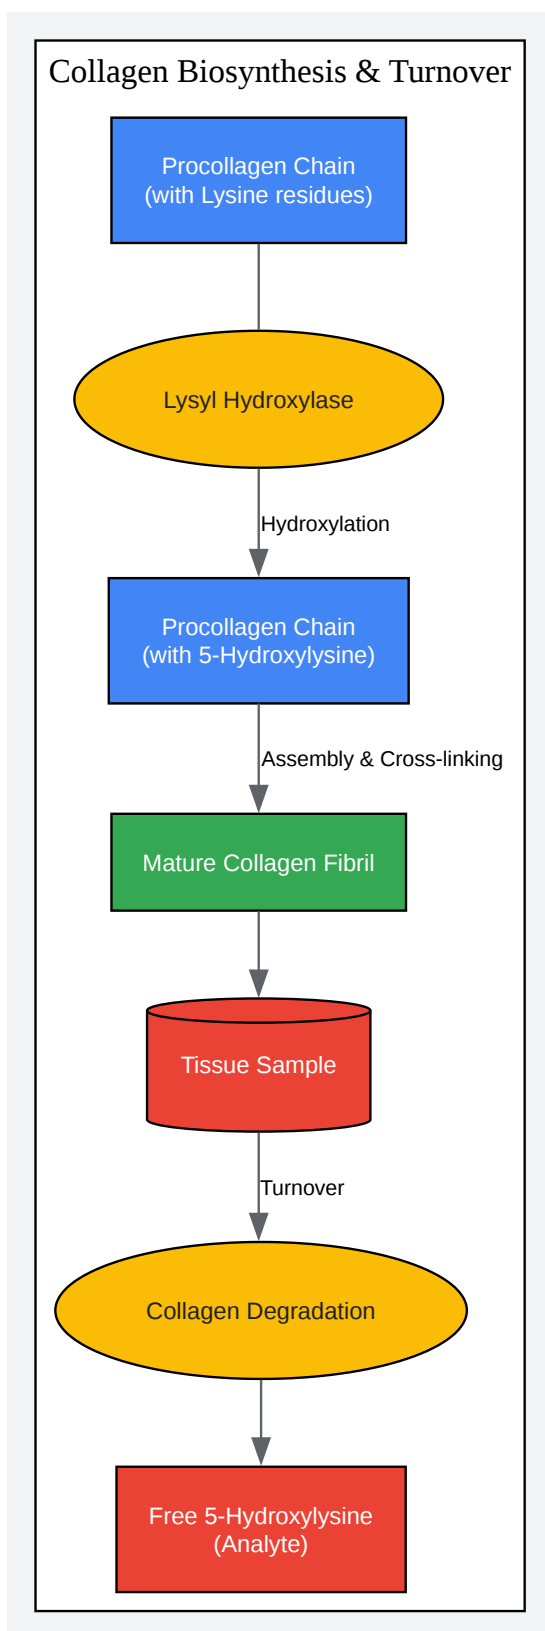 Collagen Biosynthesis & Turnover
Procollagen Chain
(with Lysine residues)
Lysyl Hydroxylase
Hydroxylation
Procollagen Chain
(with 5-Hydroxylysine)
Assembly & Cross-linking
Mature Collagen Fibril
Tissue Sample
Turnover
Collagen Degradation
Free 5-Hydroxylysine
(Analyte)